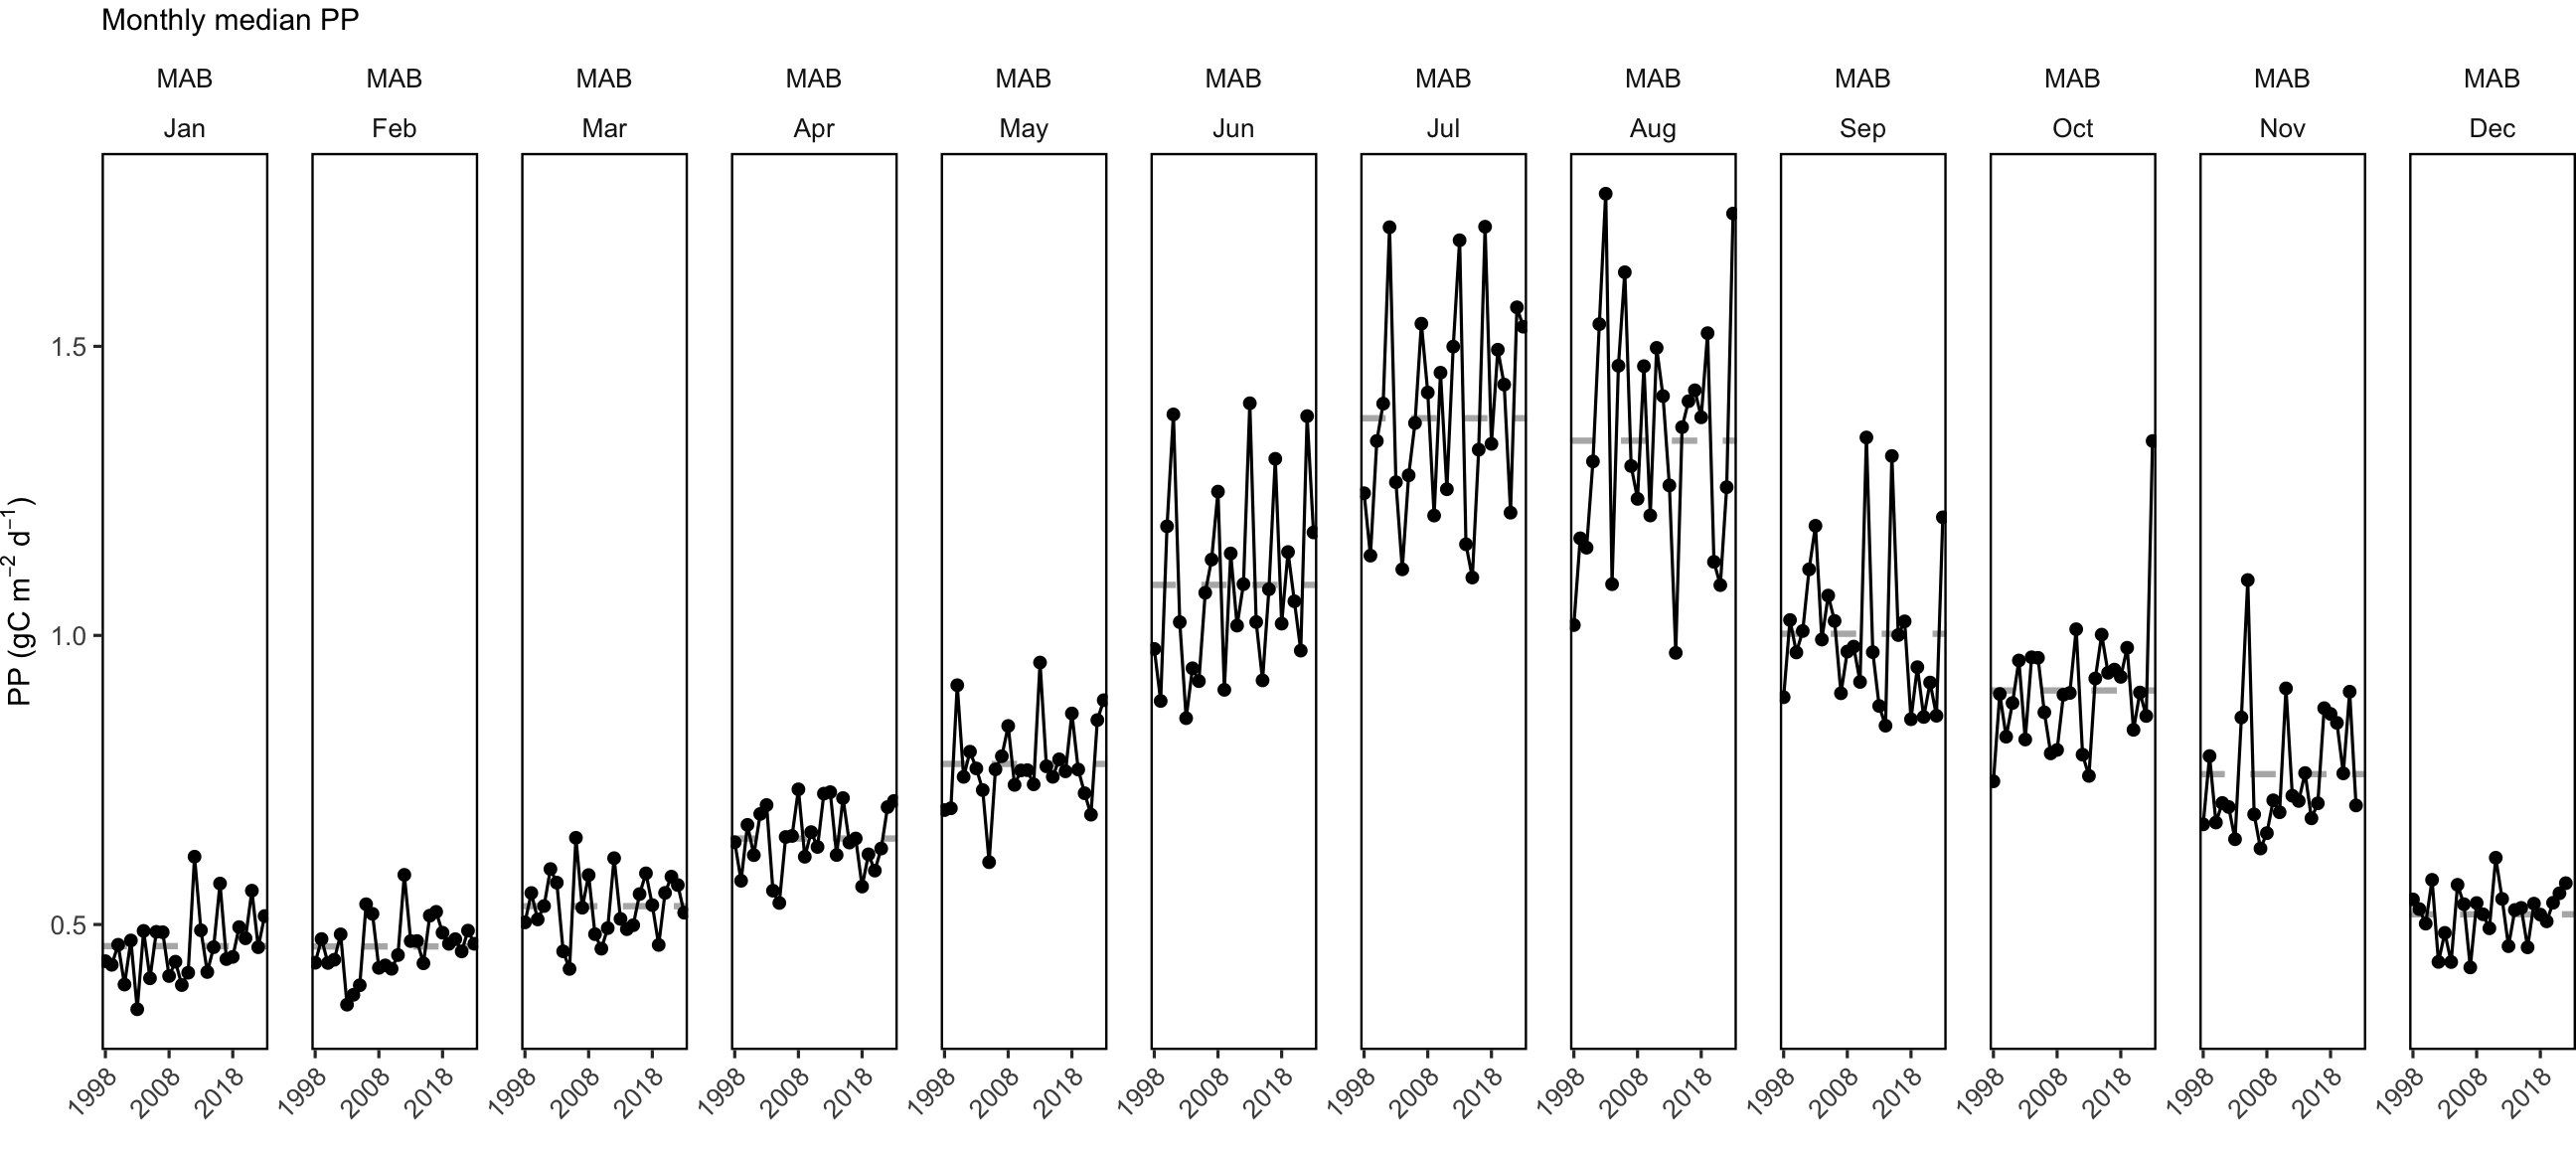 Monthly median PP
MAB MAB MAB MAB MAB MAB MAB MAB MAB MAB MAB MAB
Jan Feb Mar Apr May Jun Jul Aug Sep Oct Nov Dec
PP (gC m⁻² d⁻¹)
1.5
1.0
0.5
1998 2008 2018 1998 2008 2018 1998 2008 2018 1998 2008 2018 1998 2008 2018 1998 2008 2018 1998 2008 2018 1998 2008 2018 1998 2008 2018 1998 2008 2018 1998 2008 2018 1998 2008 2018